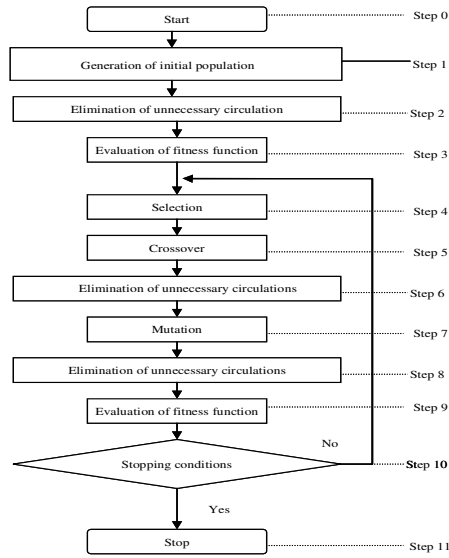 Start
Step 0
Generation of initial population
Step 1
Elimination of unnecessary circulation
Step 2
Evaluation of fitness function
Step 3
Selection
Step 4
Crossover
Step 5
Elimination of unnecessary circulations
Step 6
Mutation
Step 7
Elimination of unnecessary circulations
Step 8
Evaluation of fitness function
Step 9
No
Stopping conditions
Step 10
Yes
Stop
Step 11